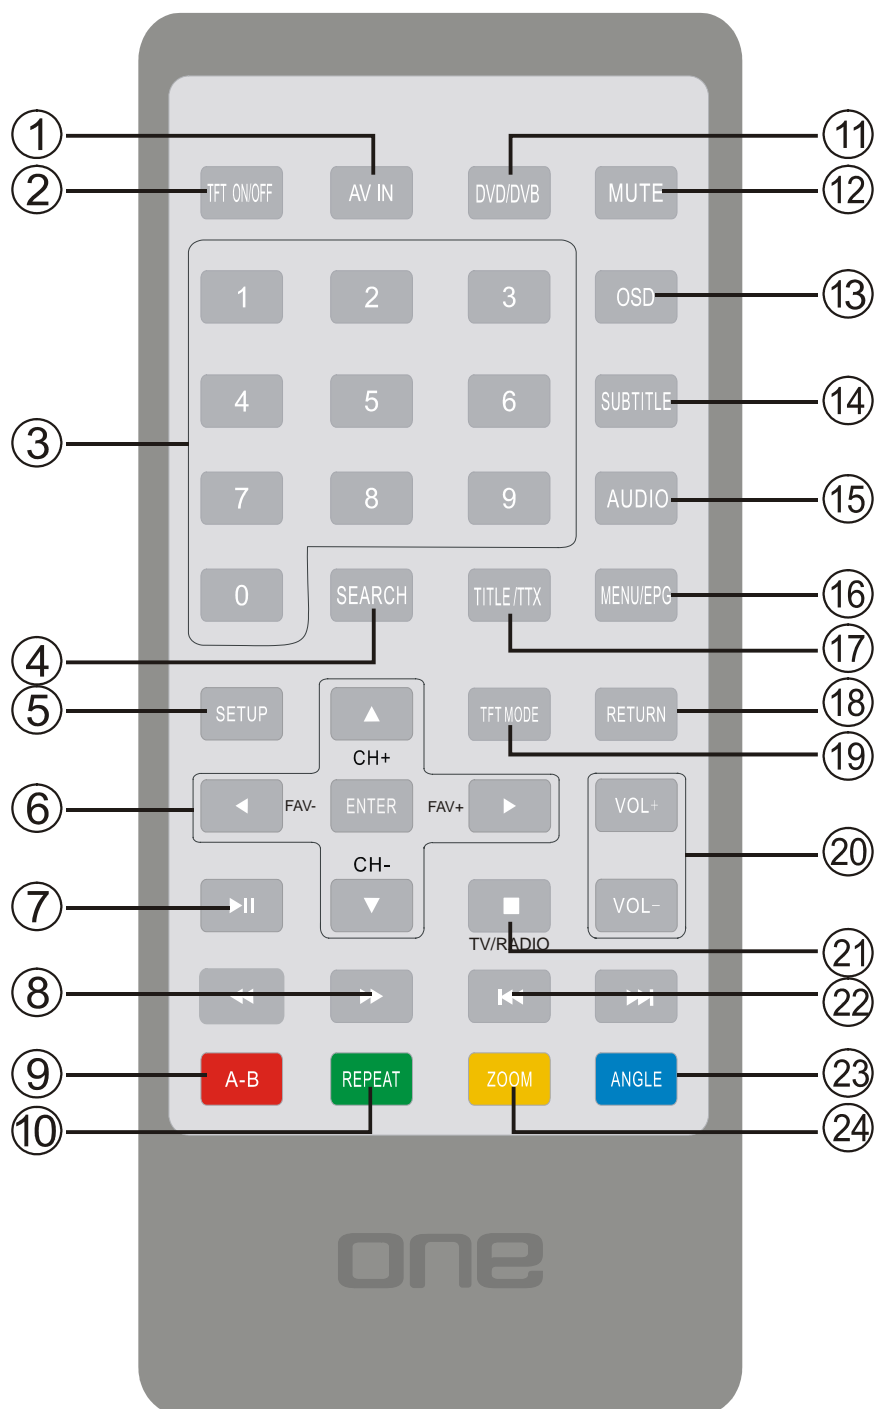 1 11
2 TFT ON/OFF AV IN DVD/DVB MUTE 12
1 2 3 OSD 13
4 5 6 SUBTITLE 14
3
7 8 9 AUDIO 15
0 SEARCH TITLE/TTX MENU/EPG 16
17
4
5 SETUP TFT MODE RETURN 18
CH+ 19
6 FAV- ENTER FAV+ VOL+
20
CH-
7 VOL-
TV/RADIO 21
8 22
9 A-B REPEAT ZOOM ANGLE 23
10 24
one